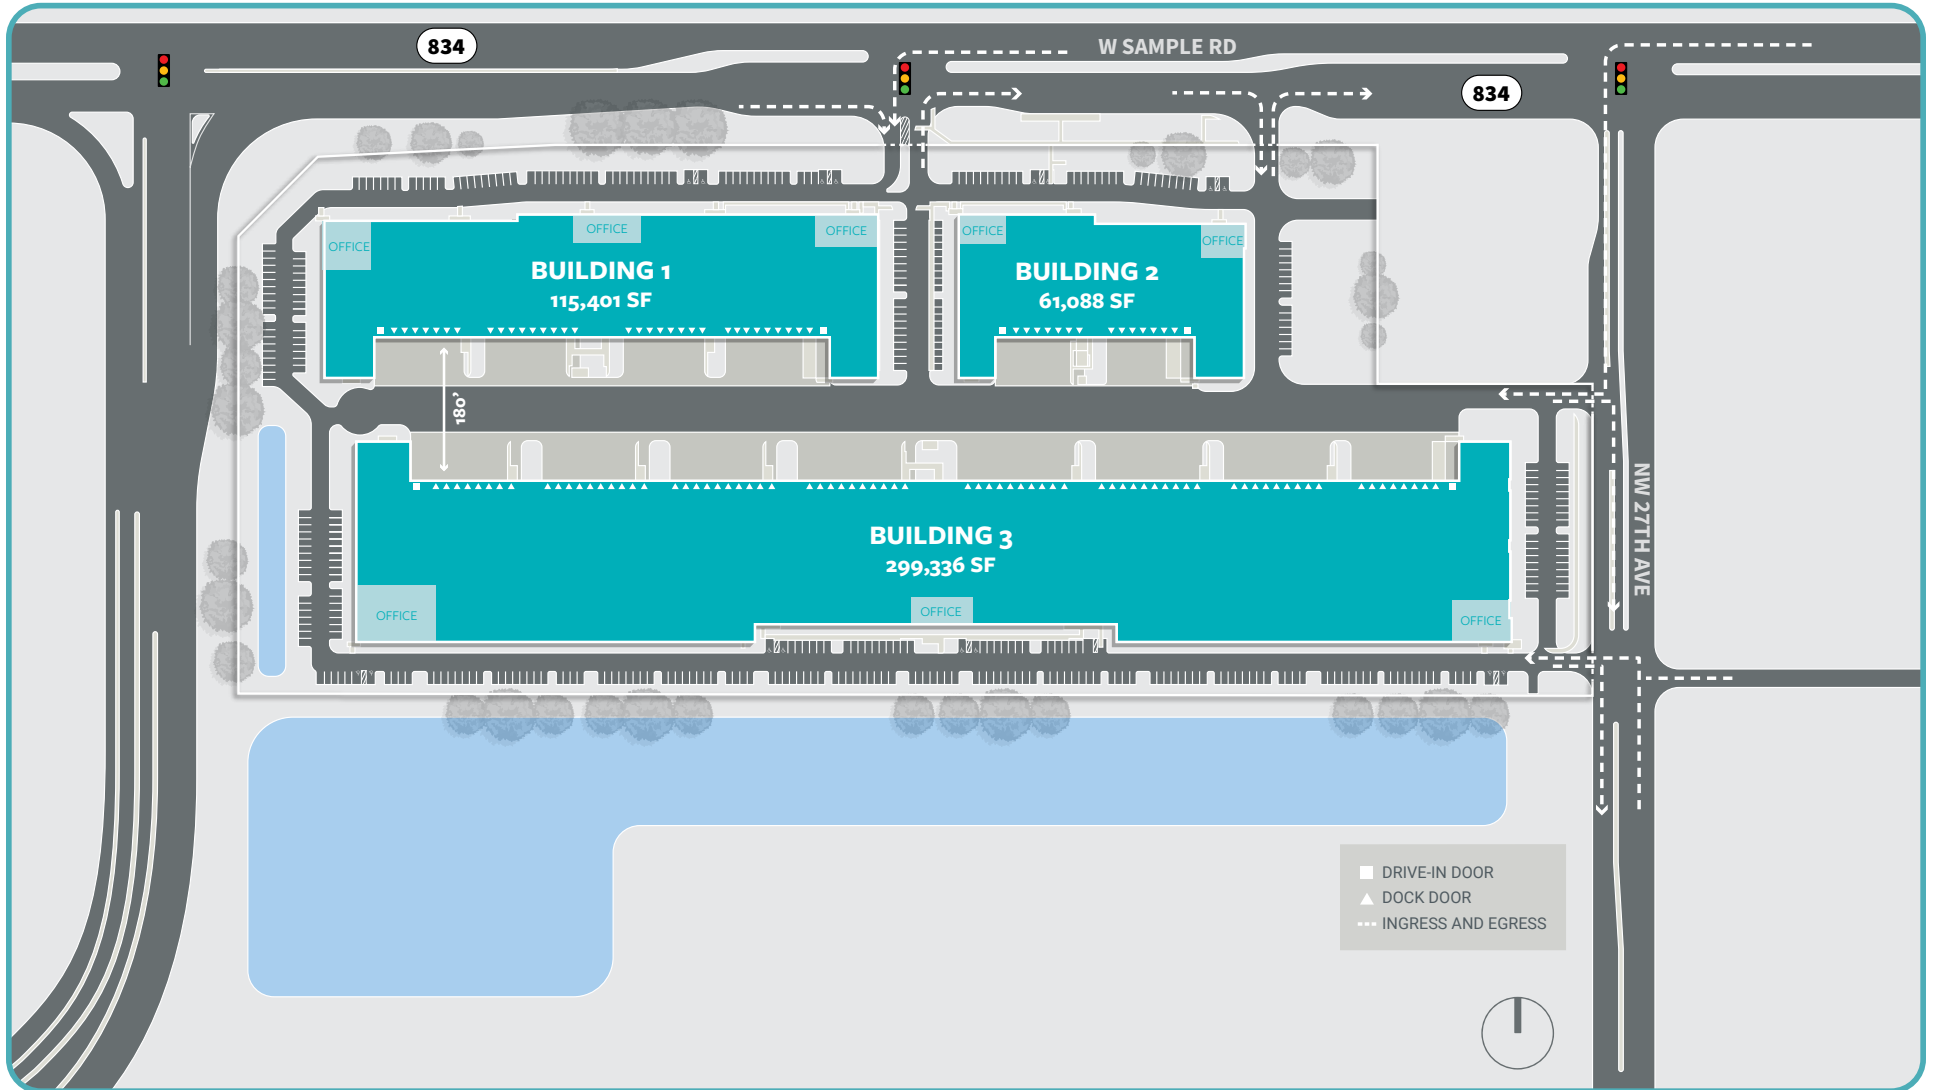 834
W SAMPLE RD
834
OFFICE
OFFICE
OFFICE
BUILDING 1
115,401 SF
OFFICE
OFFICE
BUILDING 2
61,088 SF
180'
BUILDING 3
299,336 SF
OFFICE
OFFICE
OFFICE
NW 27TH AVE
DRIVE-IN DOOR
DOCK DOOR
INGRESS AND EGRESS